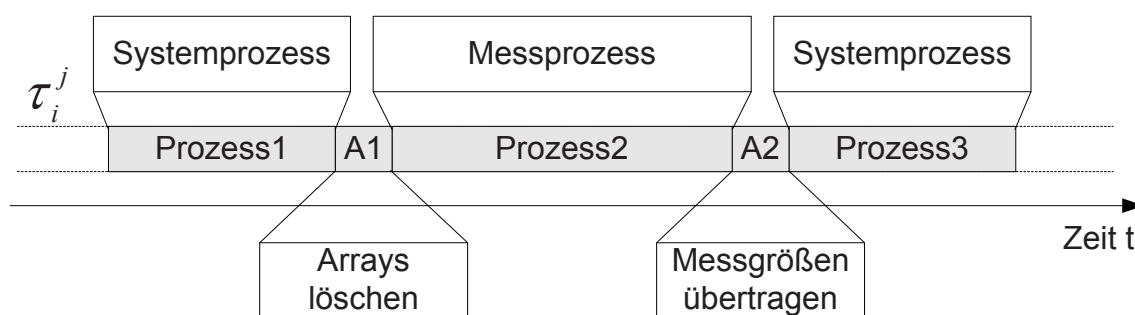 Systemprozess
Messprozess
Systemprozess
τ_i^j
Prozess1
A1
Prozess2
A2
Prozess3
Zeit t
Arrays
löschen
Messgrößen
übertragen